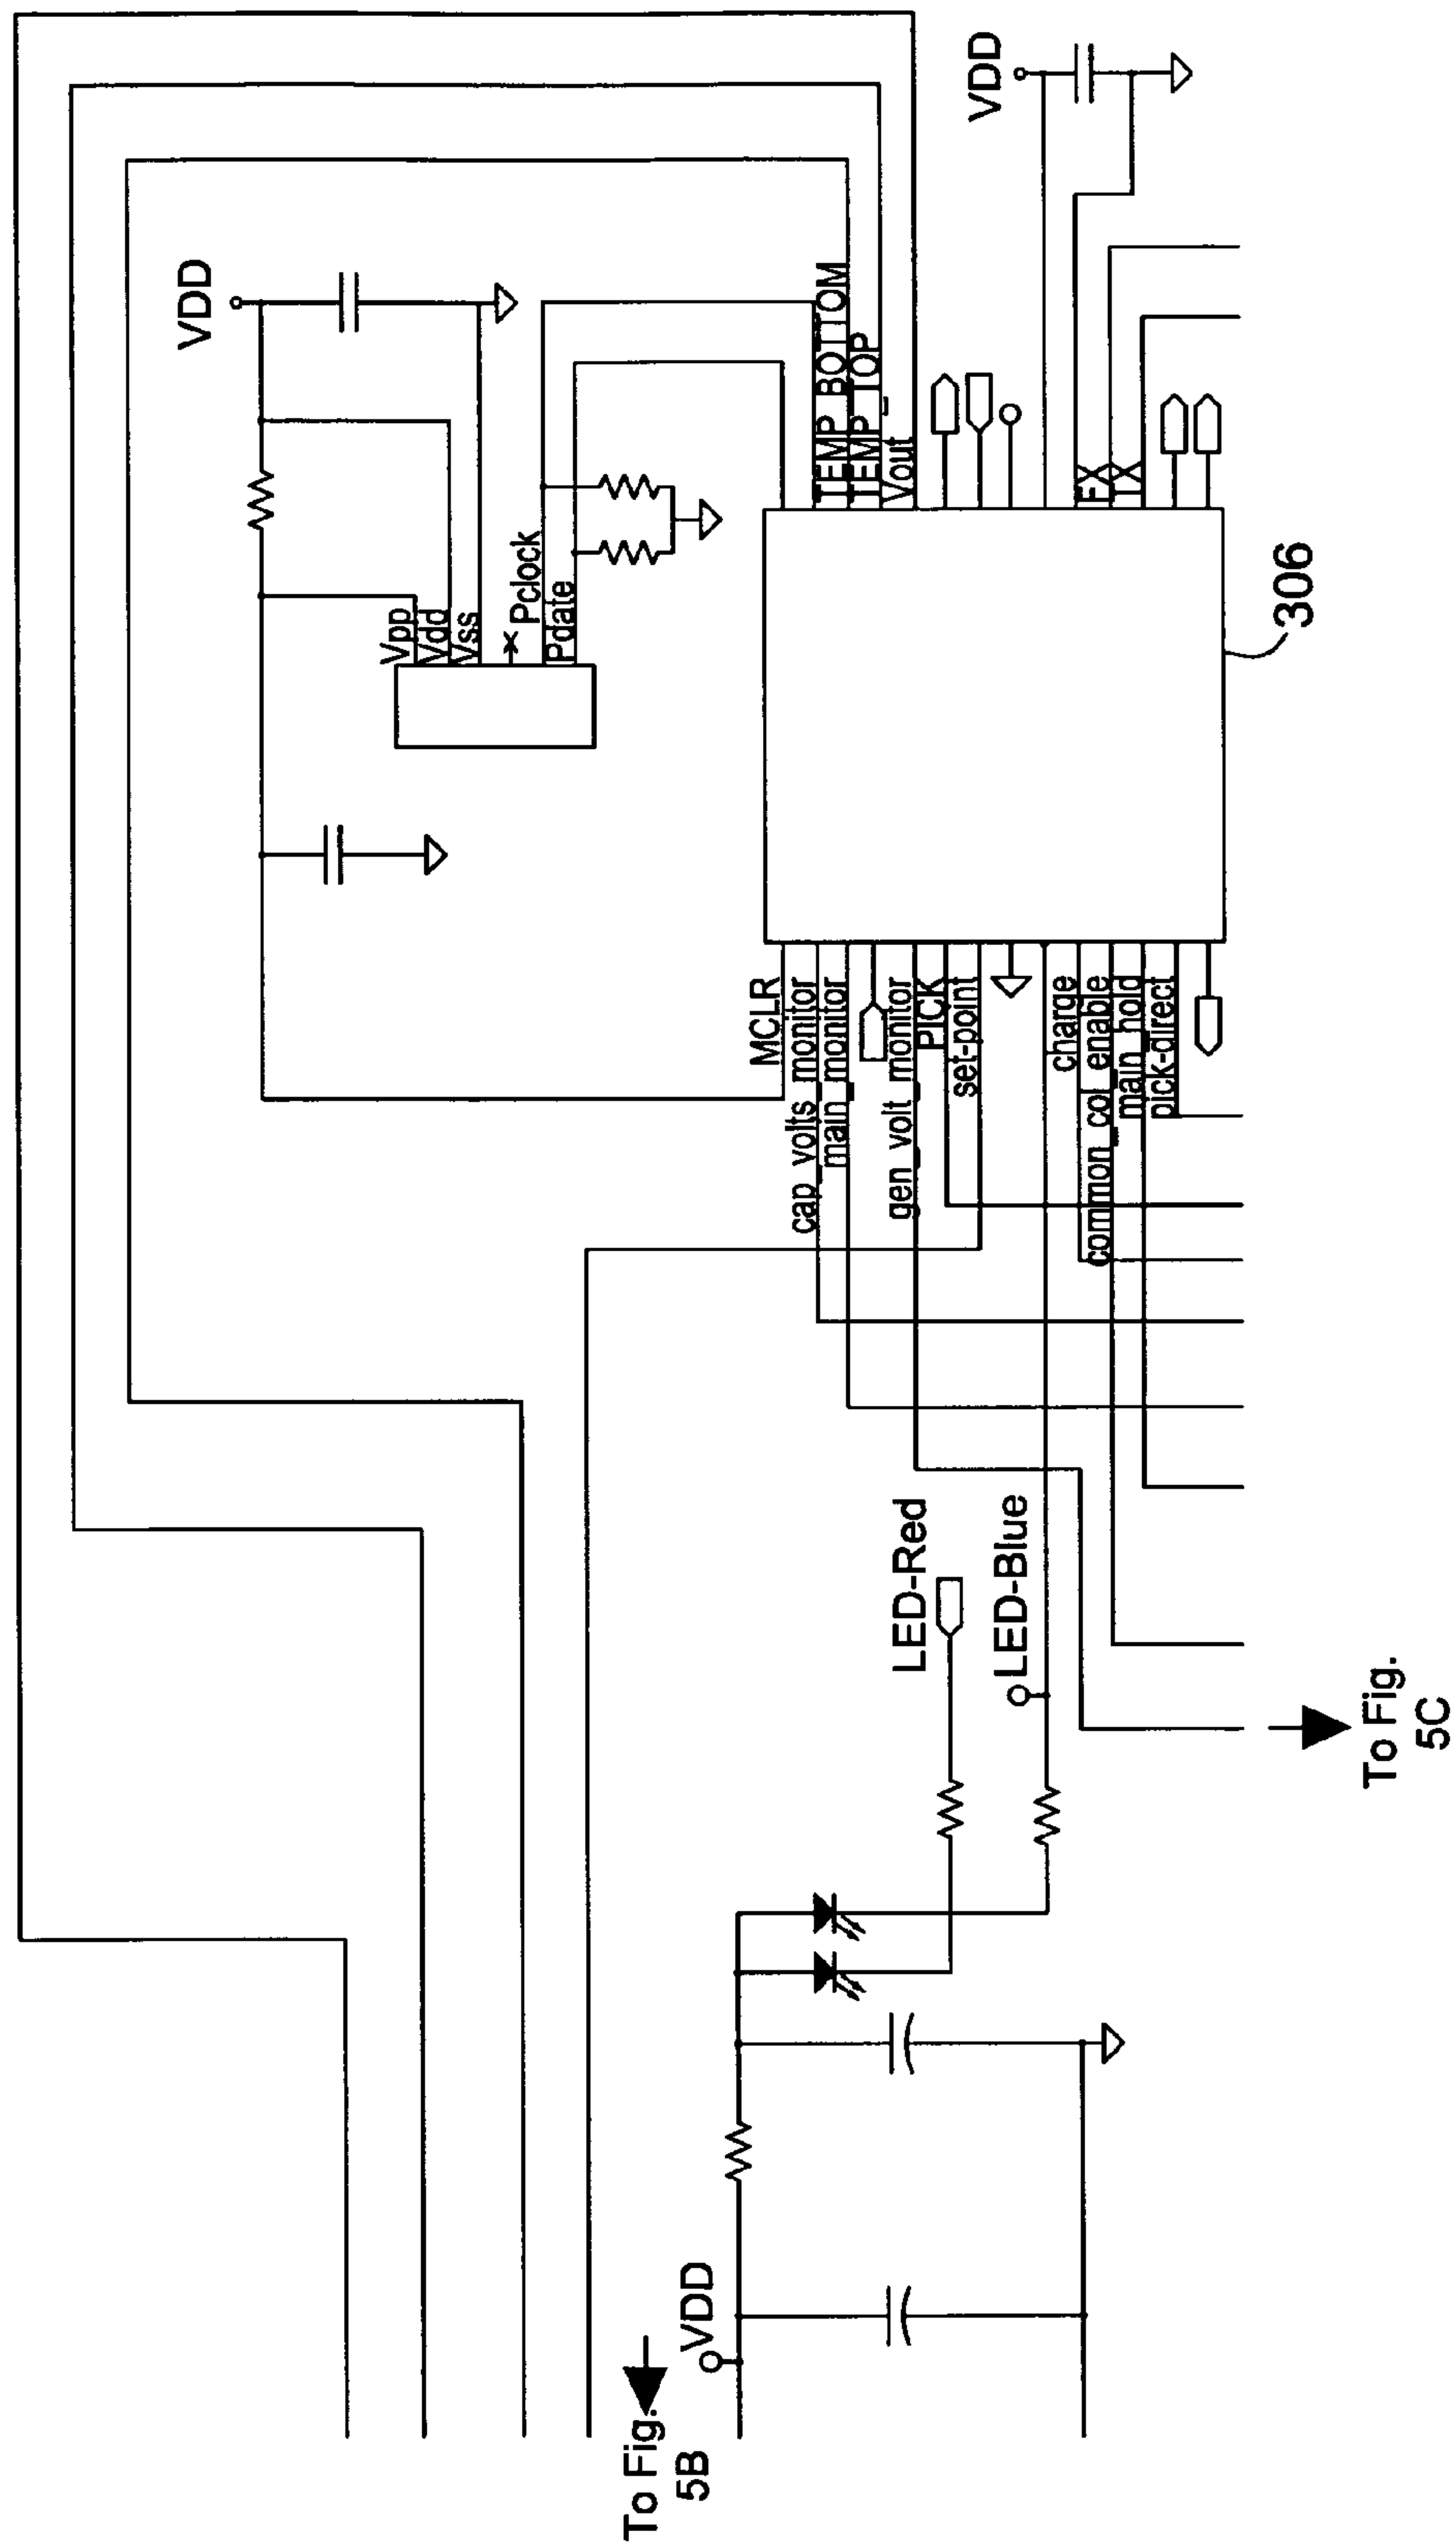 VDD
VDD
Vpp
Vdd
Vss
Pclock
Pdate
TEMP_BOTTOM
TEMP_TOP
Vout
TX
306
MCLR
cap_volts_monitor
main_monitor
gen_volt_monitor
PICK
set-point
charge
common_col_enable
main_hold
pick-direct
LED-Red
LED-Blue
VDD
To Fig.
5B
To Fig.
5C